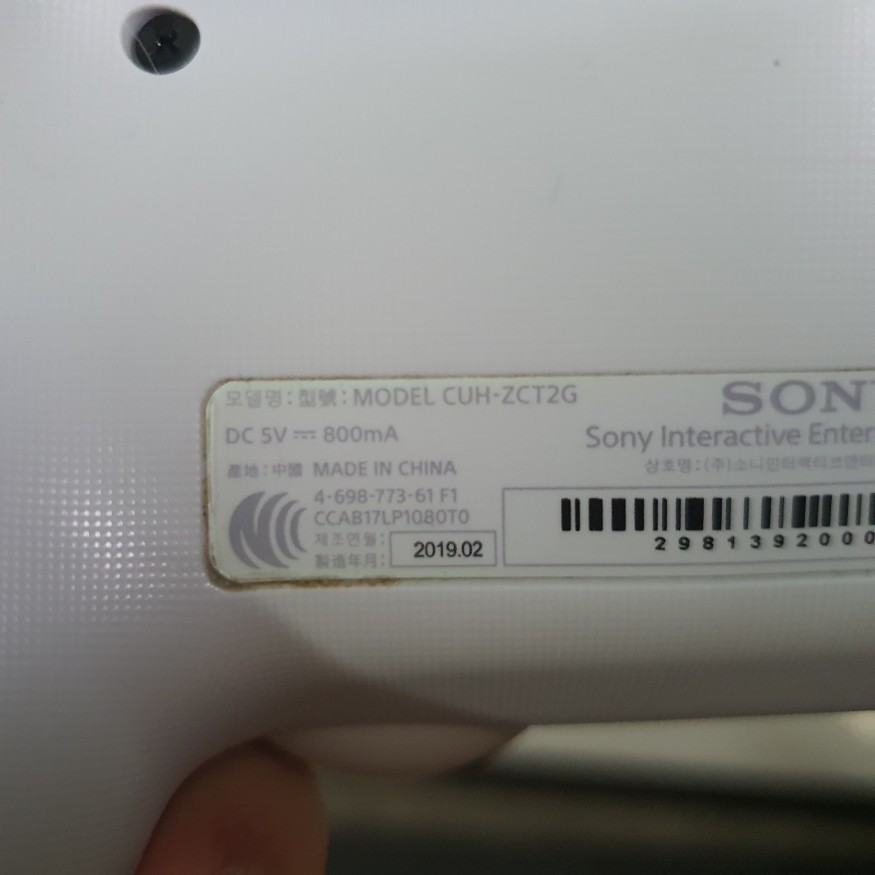 모델명 : 型號 : MODEL CUH-ZCT2G
SONY
DC 5V ⎓ 800mA
Sony Interactive Enter
상호명 : (주)소니인터랙티브엔터
產地 : 中國 MADE IN CHINA
4-698-773-61 F1
CCAB17LP1080T0
제조연월 :
製造年月 :
2019.02
2981392000